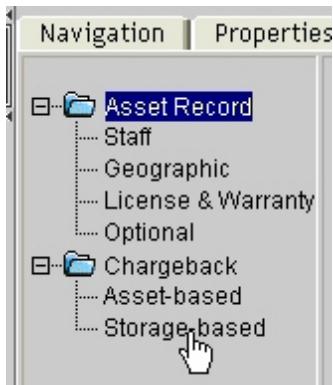 Navigation Properties
Asset Record
Staff
Geographic
License & Warranty
Optional
Chargeback
Asset-based
Storage-based